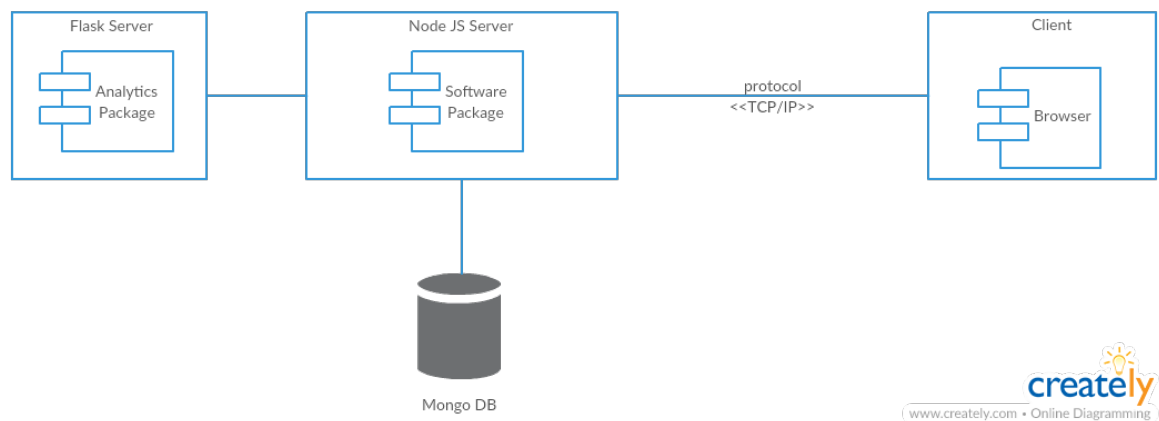 Flask Server
Analytics
Package
Node JS Server
Software
Package
protocol
<<TCP/IP>>
Client
Browser
Mongo DB
creately
www.creately.com • Online Diagramming